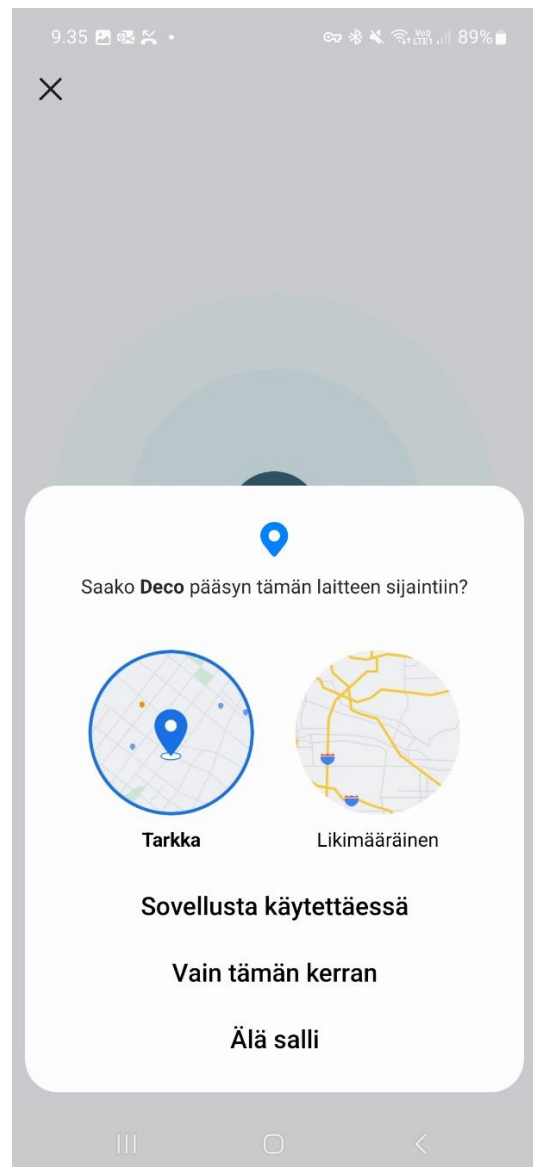 9.35 89%
Saako Deco pääsyn tämän laitteen sijaintiin?
Tarkka Likimääräinen
Sovellusta käytettäessä
Vain tämän kerran
Älä salli